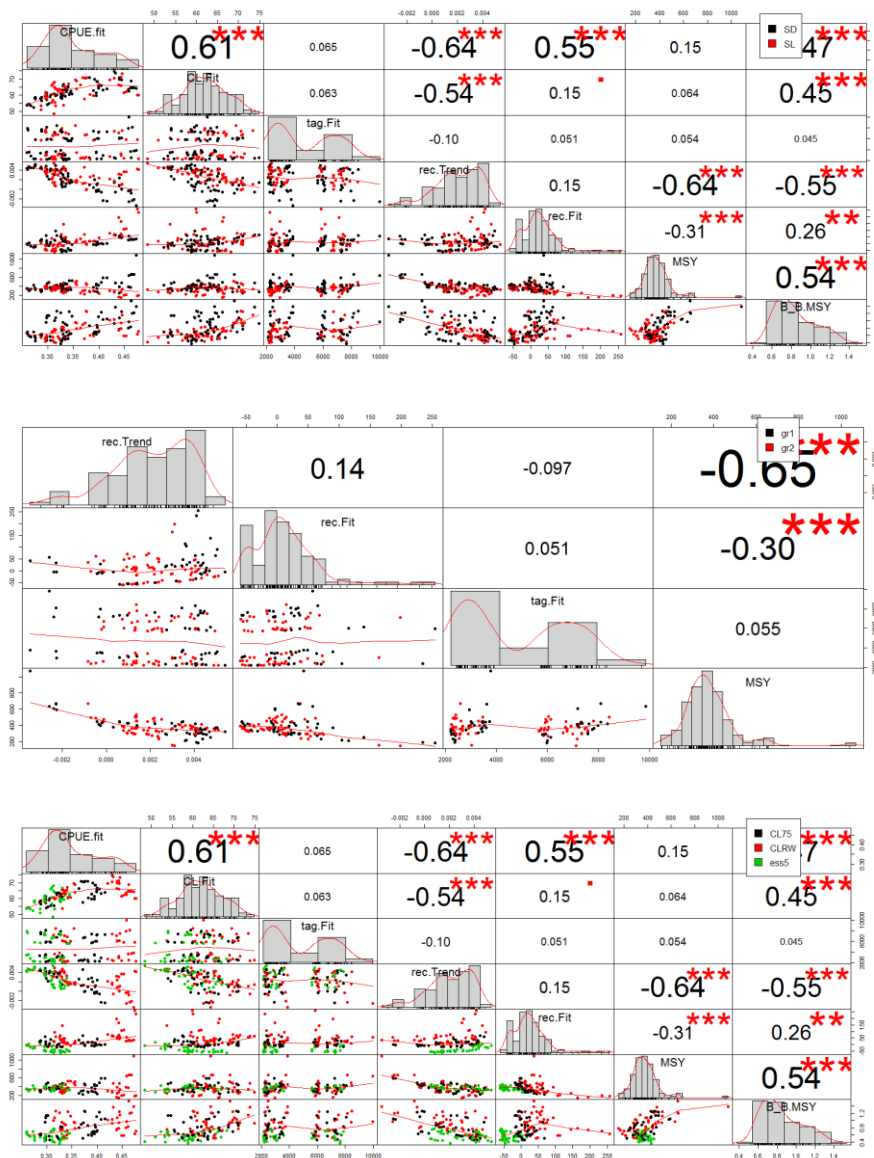 50 55 60 65 70 75 -0.002 0.000 0.002 0.004 200 400 600 800 1000
CPUE.fit 0.61 *** 0.065 -0.64 *** 0.55 *** 0.15 ***
SD
SL
CL.Fit 0.063 -0.54 *** 0.15 0.064 0.45 ***
tag.Fit -0.10 0.051 0.054 0.045
rec.Trend 0.15 -0.64 *** -0.55 ***
rec.Fit -0.31 *** 0.26 **
MSY 0.54 ***
B_B.MSY
0.30 0.35 0.40 0.45 2000 4000 6000 8000 10000 -50 0 50 100 150 200 250 0.4 0.6 0.8 1.0 1.2 1.4
-50 0 50 100 150 200 250 200 400 600 800 1000
rec.Trend 0.14 -0.097 -0.65 ***
gr1
gr2
rec.Fit 0.051 -0.30 ***
tag.Fit 0.055
MSY
-0.002 0.000 0.002 0.004 2000 4000 6000 8000 10000
50 55 60 65 70 75 -0.002 0.000 0.002 0.004 200 400 600 800 1000
CPUE.fit 0.61 *** 0.065 -0.64 *** 0.55 *** 0.15 ***
CL75
CLRW
ess5
CL.Fit 0.063 -0.54 *** 0.15 0.064 0.45 ***
tag.Fit -0.10 0.051 0.054 0.045
rec.Trend 0.15 -0.64 *** -0.55 ***
rec.Fit -0.31 *** 0.26 **
MSY 0.54 ***
B_B.MSY
0.30 0.35 0.40 0.45 2000 4000 6000 8000 10000 -50 0 50 100 150 200 250 0.4 0.6 0.8 1.0 1.2 1.4